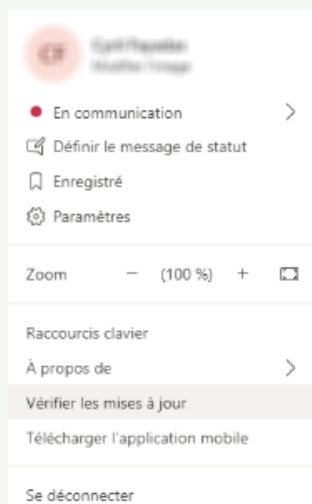 CF
En communication
Définir le message de statut
Enregistré
Paramètres
Zoom — (100 %) +
Raccourcis clavier
À propos de
Vérifier les mises à jour
Télécharger l'application mobile
Se déconnecter